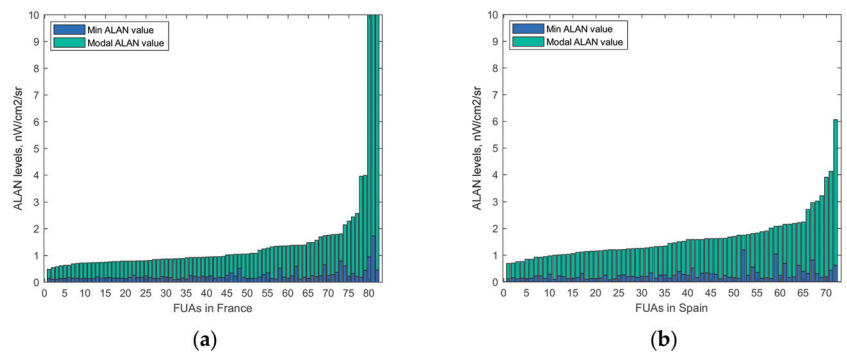 Min ALAN value
Modal ALAN value
ALAN levels, nW/cm2/sr
10
9
8
7
6
5
4
3
2
1
0
0 5 10 15 20 25 30 35 40 45 50 55 60 65 70 75 80
FUAs in France
(a)
Min ALAN value
Modal ALAN value
ALAN levels, nW/cm2/sr
10
9
8
7
6
5
4
3
2
1
0
0 5 10 15 20 25 30 35 40 45 50 55 60 65 70
FUAs in Spain
(b)